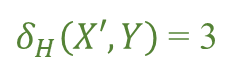 δ_H(X′, Y) = 3